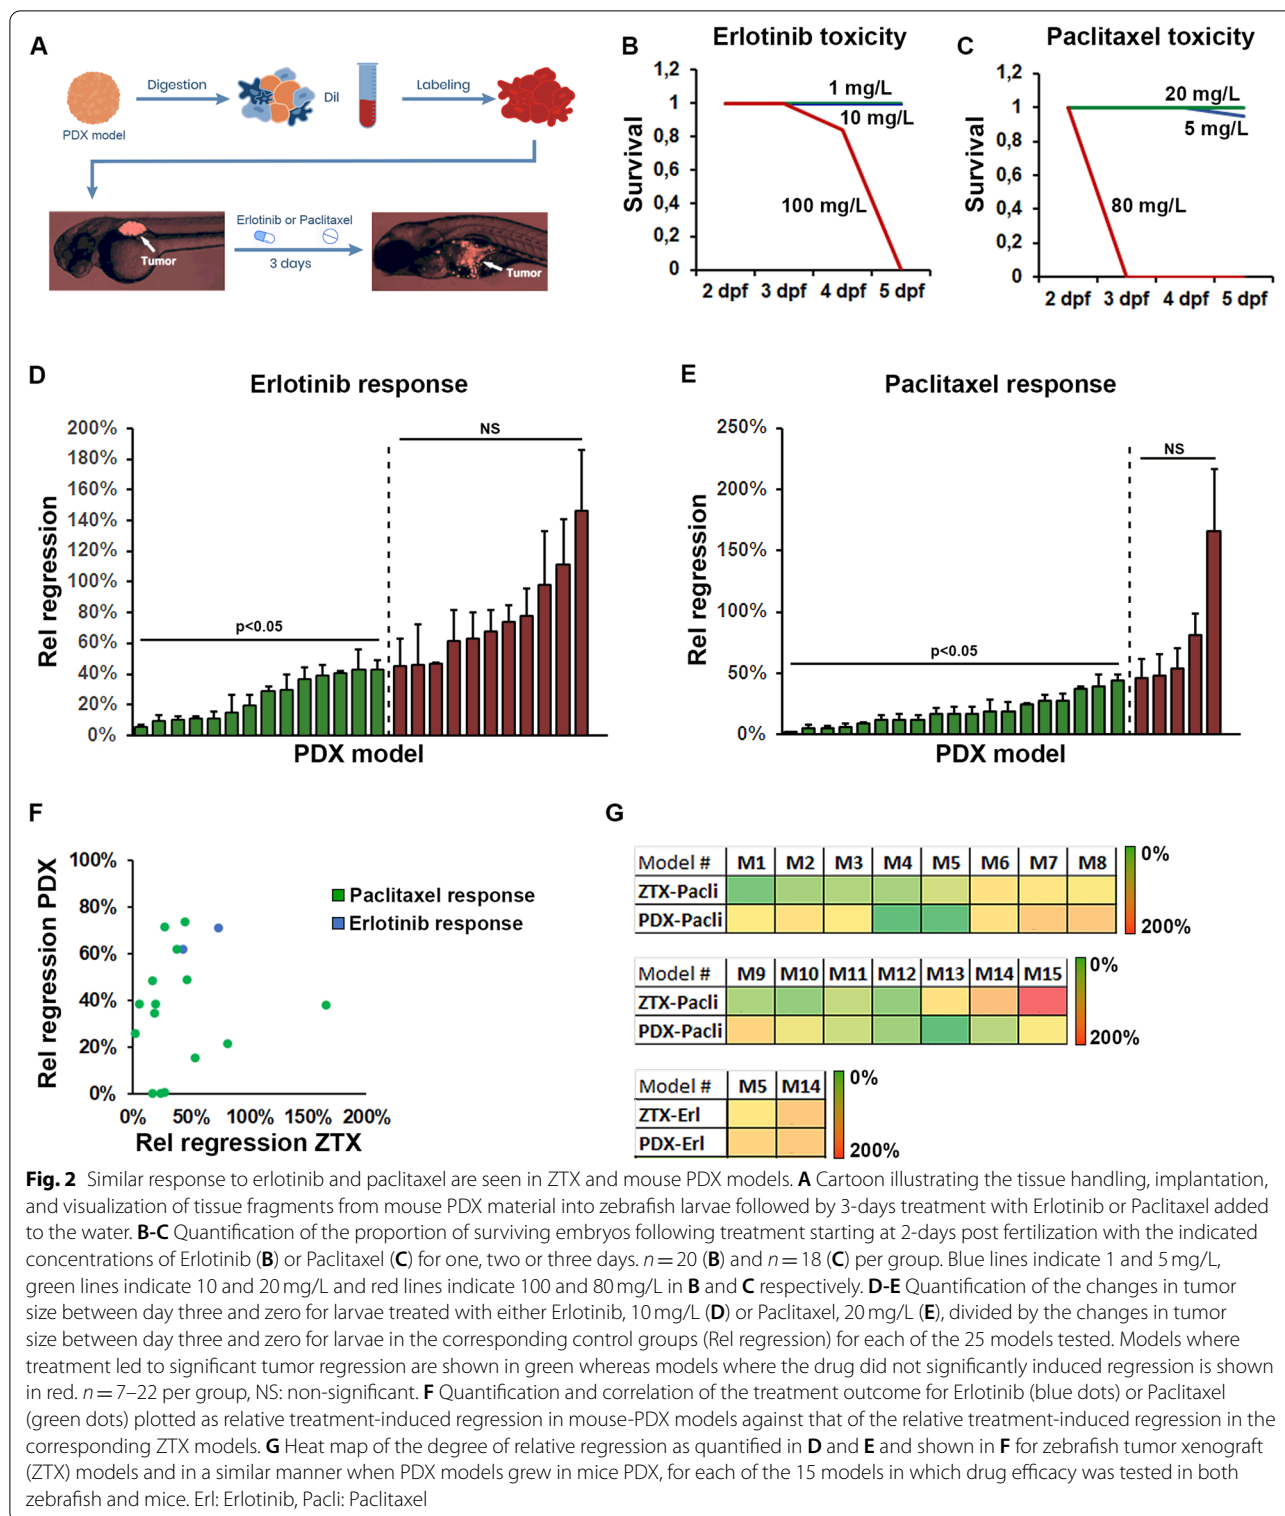 A
Digestion
DiI
Labeling
PDX model
Erlotinib or Paclitaxel
3 days
Tumor
Tumor
B
Erlotinib toxicity
Survival
1,2
1
0,8
0,6
0,4
0,2
0
1 mg/L
10 mg/L
100 mg/L
2 dpf 3 dpf 4 dpf 5 dpf
C
Paclitaxel toxicity
Survival
1,2
1
0,8
0,6
0,4
0,2
0
20 mg/L
5 mg/L
80 mg/L
2 dpf 3 dpf 4 dpf 5 dpf
D
Erlotinib response
Rel regression
200%
180%
160%
140%
120%
100%
80%
60%
40%
20%
0%
NS
p<0.05
PDX model
E
Paclitaxel response
Rel regression
250%
200%
150%
100%
50%
0%
NS
p<0.05
PDX model
F
Rel regression PDX
100%
80%
60%
40%
20%
0%
Paclitaxel response
Erlotinib response
0% 50% 100% 150% 200%
Rel regression ZTX
G
Model # M1 M2 M3 M4 M5 M6 M7 M8
ZTX-Pacli
PDX-Pacli
0%
200%
Model # M9 M10 M11 M12 M13 M14 M15
ZTX-Pacli
PDX-Pacli
0%
200%
Model # M5 M14
ZTX-Erl
PDX-Erl
0%
200%
Fig. 2 Similar response to erlotinib and paclitaxel are seen in ZTX and mouse PDX models. A Cartoon illustrating the tissue handling, implantation,
and visualization of tissue fragments from mouse PDX material into zebrafish larvae followed by 3-days treatment with Erlotinib or Paclitaxel added
to the water. B-C Quantification of the proportion of surviving embryos following treatment starting at 2-days post fertilization with the indicated
concentrations of Erlotinib (B) or Paclitaxel (C) for one, two or three days. n = 20 (B) and n = 18 (C) per group. Blue lines indicate 1 and 5 mg/L,
green lines indicate 10 and 20 mg/L and red lines indicate 100 and 80 mg/L in B and C respectively. D-E Quantification of the changes in tumor
size between day three and zero for larvae treated with either Erlotinib, 10 mg/L (D) or Paclitaxel, 20 mg/L (E), divided by the changes in tumor
size between day three and zero for larvae in the corresponding control groups (Rel regression) for each of the 25 models tested. Models where
treatment led to significant tumor regression are shown in green whereas models where the drug did not significantly induced regression is shown
in red. n = 7–22 per group, NS: non-significant. F Quantification and correlation of the treatment outcome for Erlotinib (blue dots) or Paclitaxel
(green dots) plotted as relative treatment-induced regression in mouse-PDX models against that of the relative treatment-induced regression in the
corresponding ZTX models. G Heat map of the degree of relative regression as quantified in D and E and shown in F for zebrafish tumor xenograft
(ZTX) models and in a similar manner when PDX models grew in mice PDX, for each of the 15 models in which drug efficacy was tested in both
zebrafish and mice. Erl: Erlotinib, Pacli: Paclitaxel